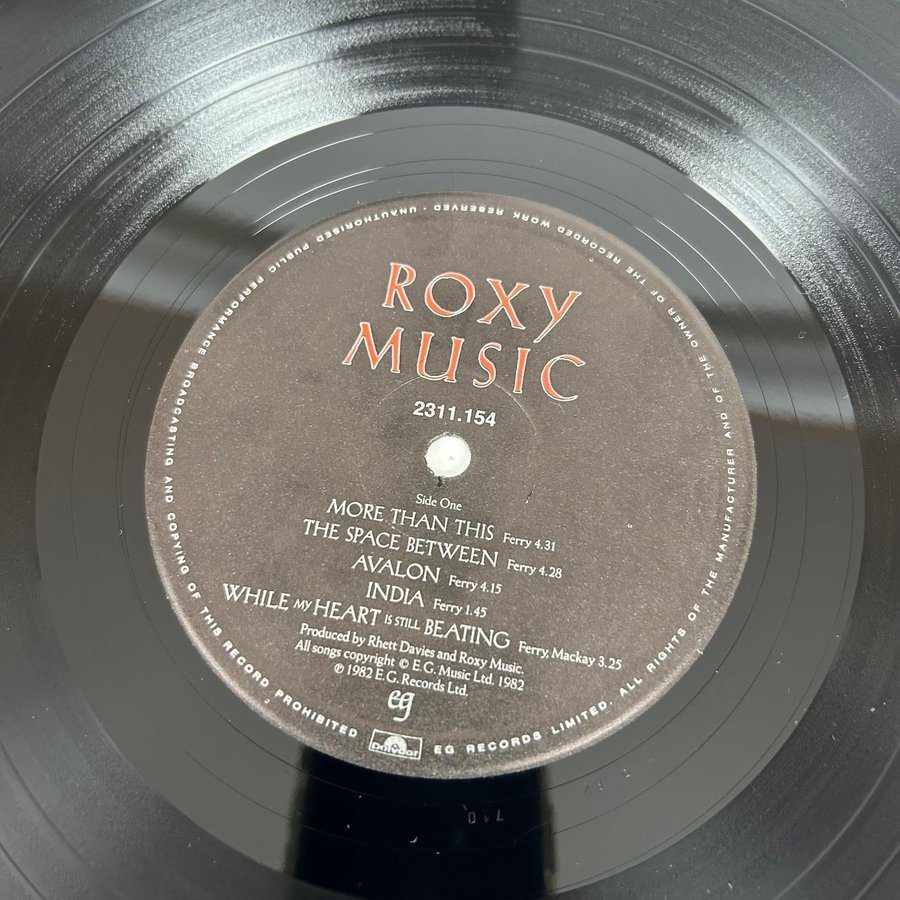 ROXY
MUSIC
2311.154
Side One
MORE THAN THIS Ferry 4.31
THE SPACE BETWEEN Ferry 4.28
AVALON Ferry 4.15
INDIA Ferry 1.45
WHILE MY HEART IS STILL BEATING Ferry, Mackay 3.25
Produced by Rhett Davies and Roxy Music.
All songs copyright © E.G. Music Ltd. 1982
℗ 1982 E.G. Records Ltd.
eg
Polydor
EG RECORDS LIMITED. ALL RIGHTS OF THE MANUFACTURER AND OF THE OWNER OF THE RECORDED WORK RESERVED · UNAUTHORISED PUBLIC PERFORMANCE BROADCASTING AND COPYING OF THIS RECORD PROHIBITED